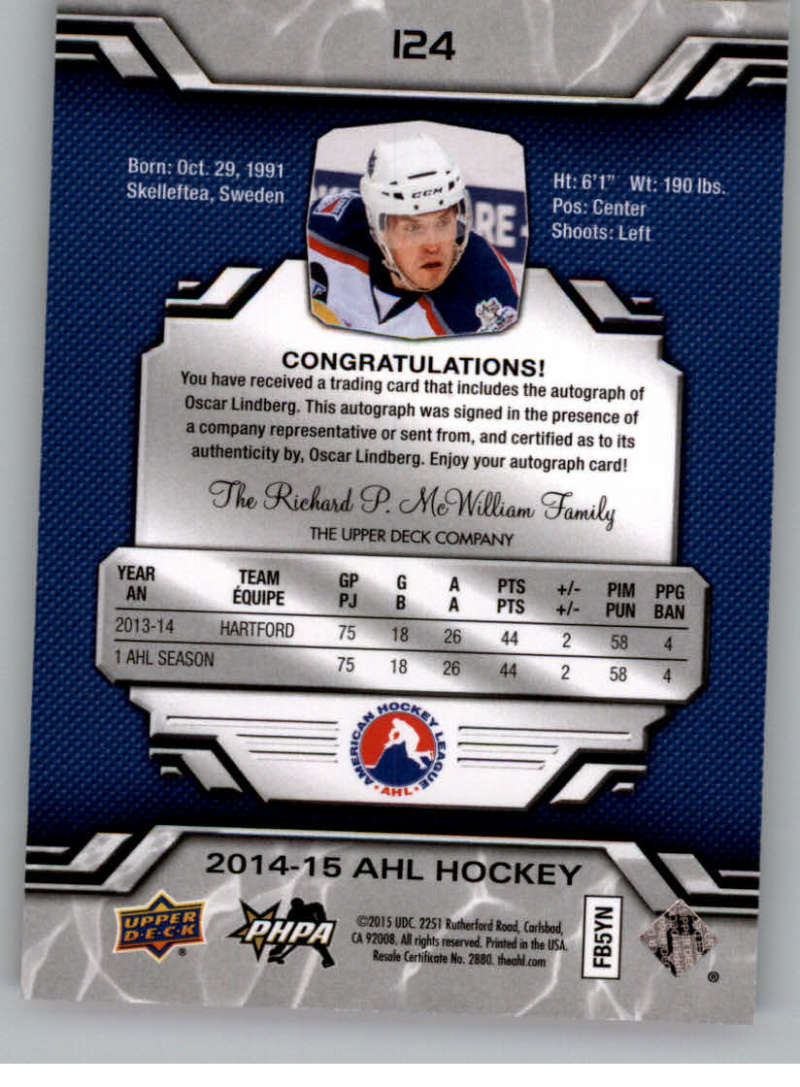 124
Born: Oct. 29, 1991
Skelleftea, Sweden
Ht: 6'1" Wt: 190 lbs.
Pos: Center
Shoots: Left
CCM
RE
CONGRATULATIONS!
You have received a trading card that includes the autograph of
Oscar Lindberg. This autograph was signed in the presence of
a company representative or sent from, and certified as to its
authenticity by, Oscar Lindberg. Enjoy your autograph card!
The Richard P. McWilliam Family
THE UPPER DECK COMPANY
YEAR TEAM GP G A PTS +/- PIM PPG
AN ÉQUIPE PJ B A PTS +/- PUN BAN
2013-14 HARTFORD 75 18 26 44 2 58 4
1 AHL SEASON 75 18 26 44 2 58 4
AMERICAN HOCKEY LEAGUE
• AHL •
2014-15 AHL HOCKEY
UPPER
D·E·C·K
®
PHPA
©2015 UDC. 2251 Rutherford Road, Carlsbad,
CA 92008. All rights reserved. Printed in the USA.
Resale Certificate No. 2880. theahl.com
FB5YN
®